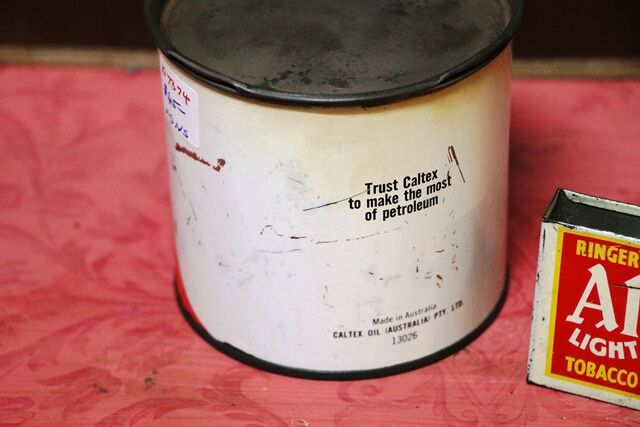 $45-
Trust Caltex
to make the most
of petroleum
Made in Australia
CALTEX OIL (AUSTRALIA) PTY. LTD.
13026
RINGER
LIGHT
TOBACCO